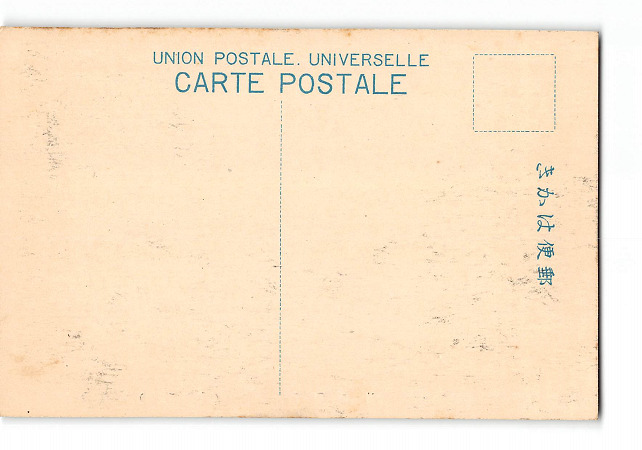 UNION POSTALE. UNIVERSELLE
CARTE POSTALE
きかは便郵